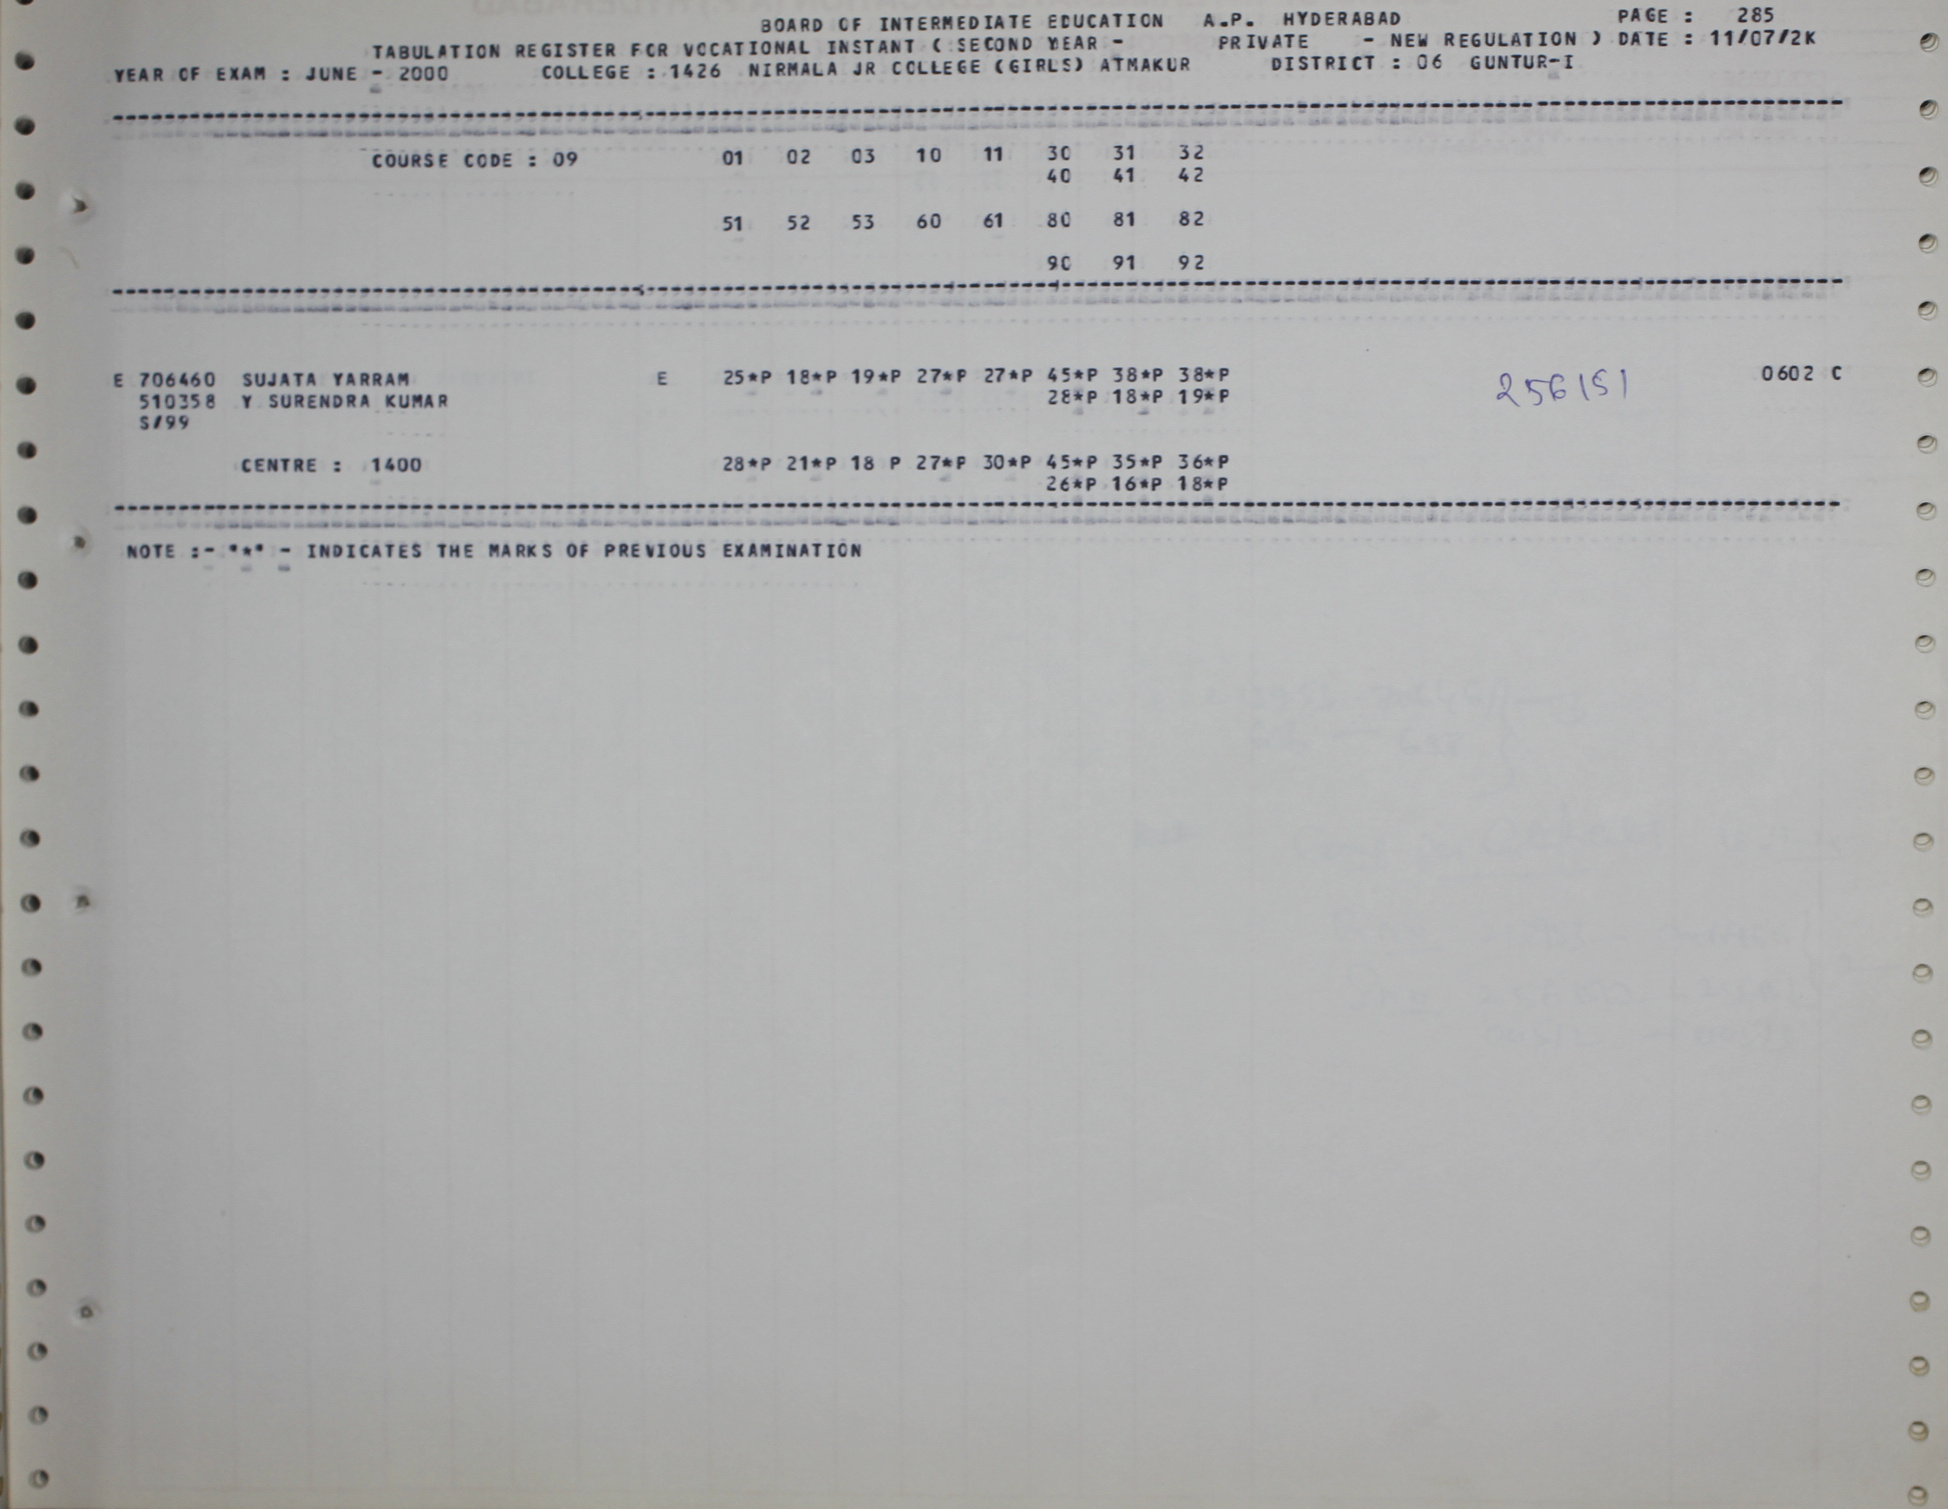 BOARD OF INTERMEDIATE EDUCATION A.P. HYDERABAD PAGE : 285
TABULATION REGISTER FOR VOCATIONAL INSTANT ( SECOND YEAR - PRIVATE - NEW REGULATION ) DATE : 11/07/2K
YEAR OF EXAM : JUNE - 2000 COLLEGE : 1426 NIRMALA JR COLLEGE (GIRLS) ATMAKUR DISTRICT : 06 GUNTUR-I
COURSE CODE : 09 01 02 03 10 11 30 31 32
40 41 42
51 52 53 60 61 80 81 82
90 91 92
E 706460 SUJATA YARRAM E 25*P 18*P 19*P 27*P 27*P 45*P 38*P 38*P 256151 0602 C
510358 Y SURENDRA KUMAR 28*P 18*P 19*P
S/99
CENTRE : 1400 28*P 21*P 18 P 27*P 30*P 45*P 35*P 36*P
26*P 16*P 18*P
NOTE :- "*" - INDICATES THE MARKS OF PREVIOUS EXAMINATION